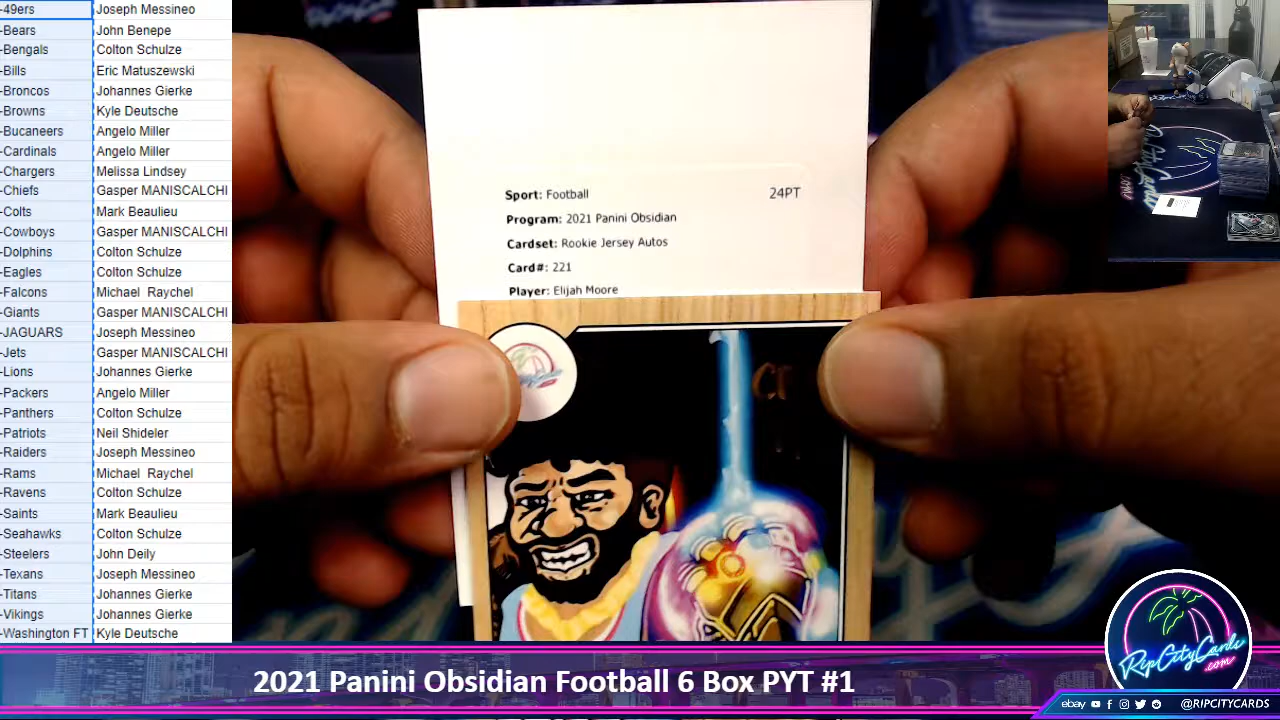 -49ers Joseph Messineo
-Bears John Benepe
-Bengals Colton Schulze
-Bills Eric Matuszewski
-Broncos Johannes Gierke
-Browns Kyle Deutsche
-Bucaneers Angelo Miller
-Cardinals Angelo Miller
-Chargers Melissa Lindsey
-Chiefs Gasper MANISCALCHI
-Colts Mark Beaulieu
-Cowboys Gasper MANISCALCHI
-Dolphins Colton Schulze
-Eagles Colton Schulze
-Falcons Michael Raychel
-Giants Gasper MANISCALCHI
-JAGUARS Joseph Messineo
-Jets Gasper MANISCALCHI
-Lions Johannes Gierke
-Packers Angelo Miller
-Panthers Colton Schulze
-Patriots Neil Shideler
-Raiders Joseph Messineo
-Rams Michael Raychel
-Ravens Colton Schulze
-Saints Mark Beaulieu
-Seahawks Colton Schulze
-Steelers John Deily
-Texans Joseph Messineo
-Titans Johannes Gierke
-Vikings Johannes Gierke
-Washington FT Kyle Deutsche
Sport: Football 24PT
Program: 2021 Panini Obsidian
Cardset: Rookie Jersey Autos
Card#: 221
Player: Elijah Moore
2021 Panini Obsidian Football 6 Box PYT #1
RipCityCards
.com
ebay @RIPCITYCARDS